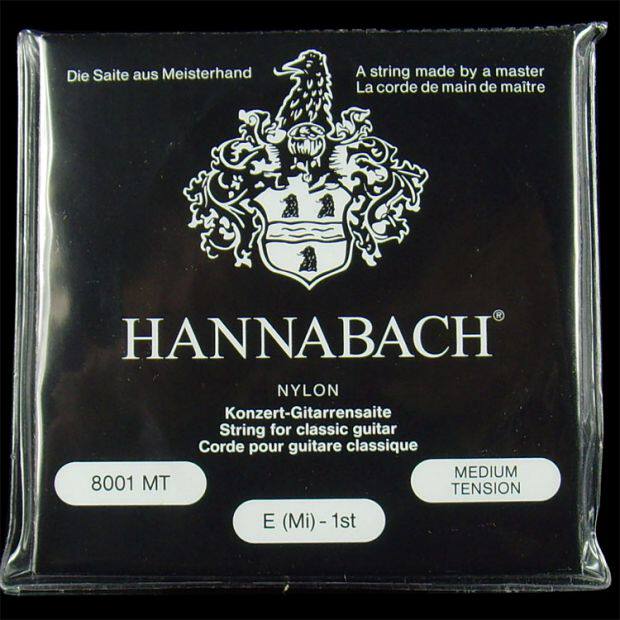 Die Saite aus Meisterhand
A string made by a master
La corde de main de maître
HANNABACH®
NYLON
Konzert-Gitarrensaite
String for classic guitar
Corde pour guitare classique
8001 MT
MEDIUM
TENSION
E (Mi) - 1st